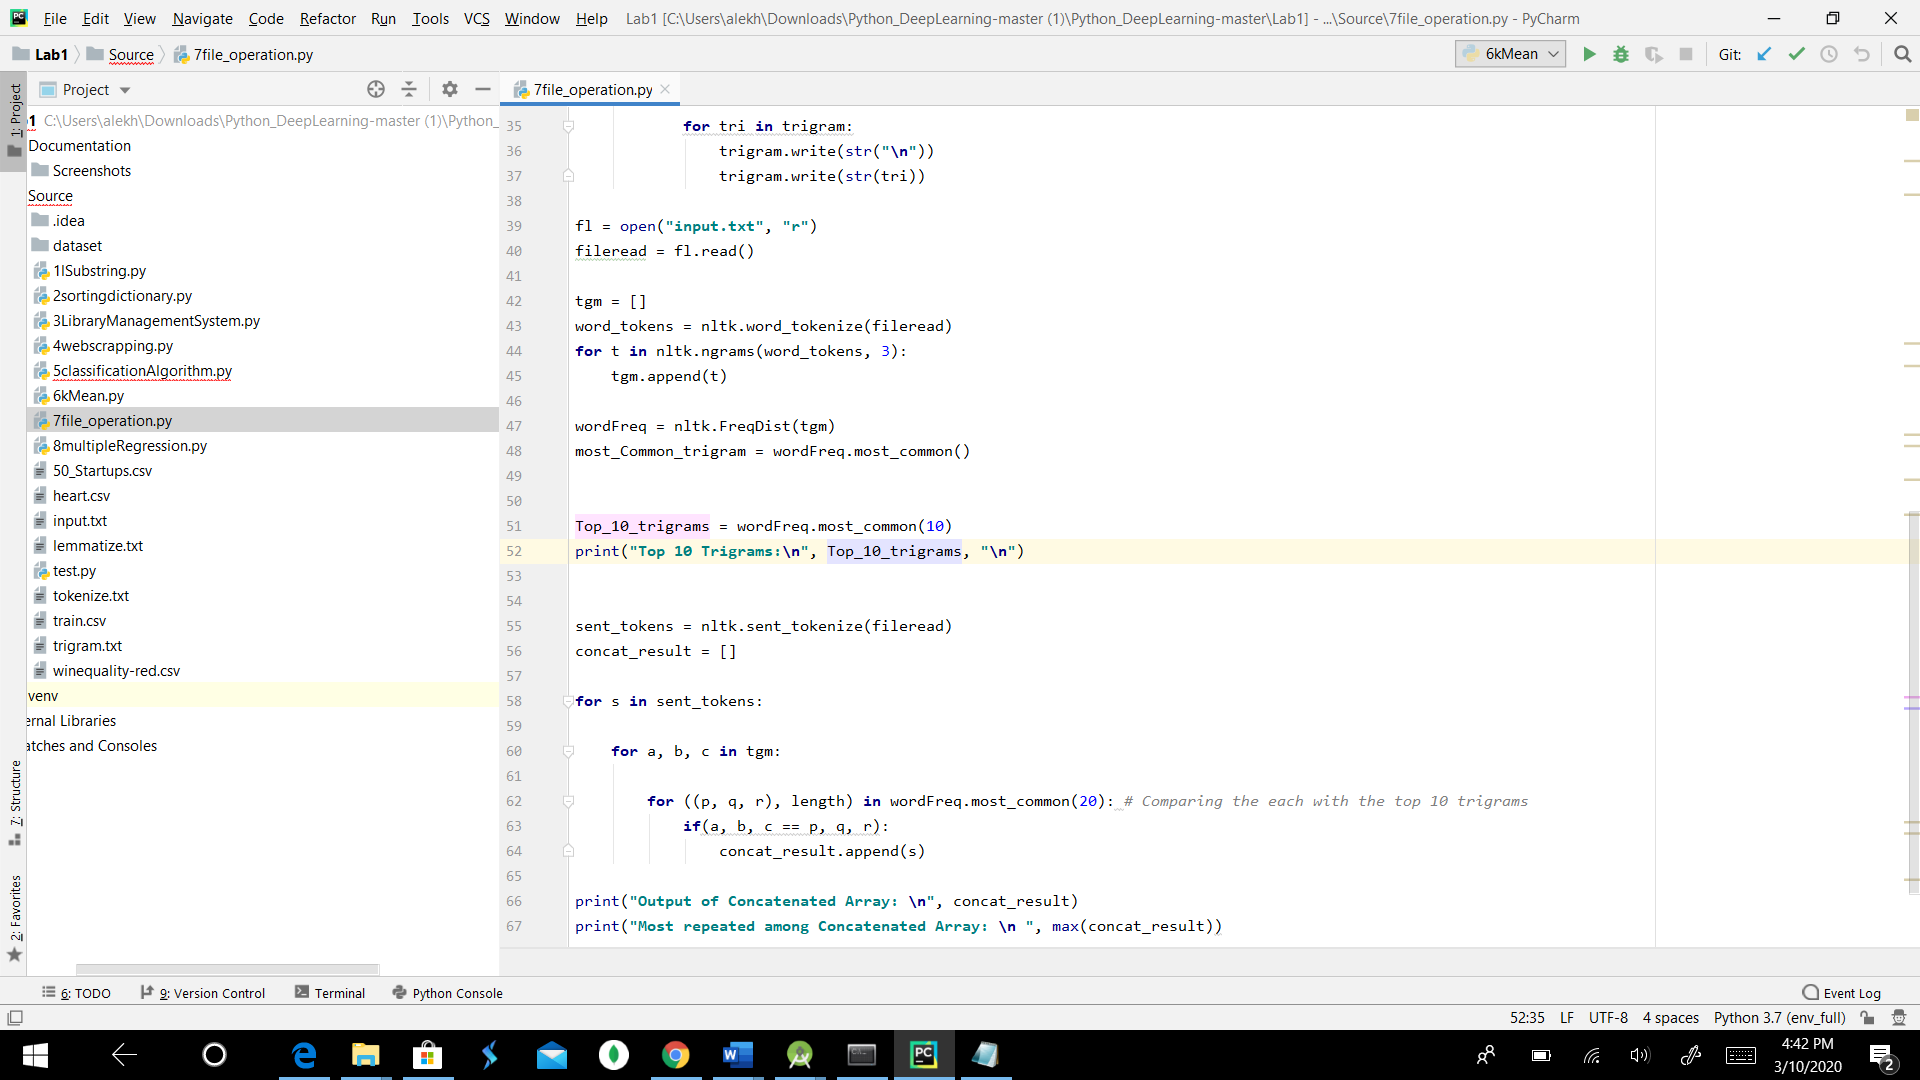 File Edit View Navigate Code Refactor Run Tools VCS Window Help Lab1 [C:\Users\alekh\Downloads\Python_DeepLearning-master (1)\Python_DeepLearning-master\Lab1] - ...\Source\7file_operation.py - PyCharm
Lab1 Source 7file_operation.py 6kMean Git:
1: Project
Project
7file_operation.py
1 C:\Users\alekh\Downloads\Python_DeepLearning-master (1)\Python_
Documentation
Screenshots
Source
.idea
dataset
1ISubstring.py
2sortingdictionary.py
3LibraryManagementSystem.py
4webscrapping.py
5classificationAlgorithm.py
6kMean.py
7file_operation.py
8multipleRegression.py
50_Startups.csv
heart.csv
input.txt
lemmatize.txt
test.py
tokenize.txt
train.csv
trigram.txt
winequality-red.csv
venv
ernal Libraries
atches and Consoles
7: Structure
2: Favorites
35 for tri in trigram:
36 trigram.write(str("\n"))
37 trigram.write(str(tri))
38
39 fl = open("input.txt", "r")
40 fileread = fl.read()
41
42 tgm = []
43 word_tokens = nltk.word_tokenize(fileread)
44 for t in nltk.ngrams(word_tokens, 3):
45 tgm.append(t)
46
47 wordFreq = nltk.FreqDist(tgm)
48 most_Common_trigram = wordFreq.most_common()
49
50
51 Top_10_trigrams = wordFreq.most_common(10)
52 print("Top 10 Trigrams:\n", Top_10_trigrams, "\n")
53
54
55 sent_tokens = nltk.sent_tokenize(fileread)
56 concat_result = []
57
58 for s in sent_tokens:
59
60 for a, b, c in tgm:
61
62 for ((p, q, r), length) in wordFreq.most_common(20): # Comparing the each with the top 10 trigrams
63 if(a, b, c == p, q, r):
64 concat_result.append(s)
65
66 print("Output of Concatenated Array: \n", concat_result)
67 print("Most repeated among Concatenated Array: \n ", max(concat_result))
6: TODO 9: Version Control Terminal Python Console Event Log
52:35 LF UTF-8 4 spaces Python 3.7 (env_full)
4:42 PM
3/10/2020
2